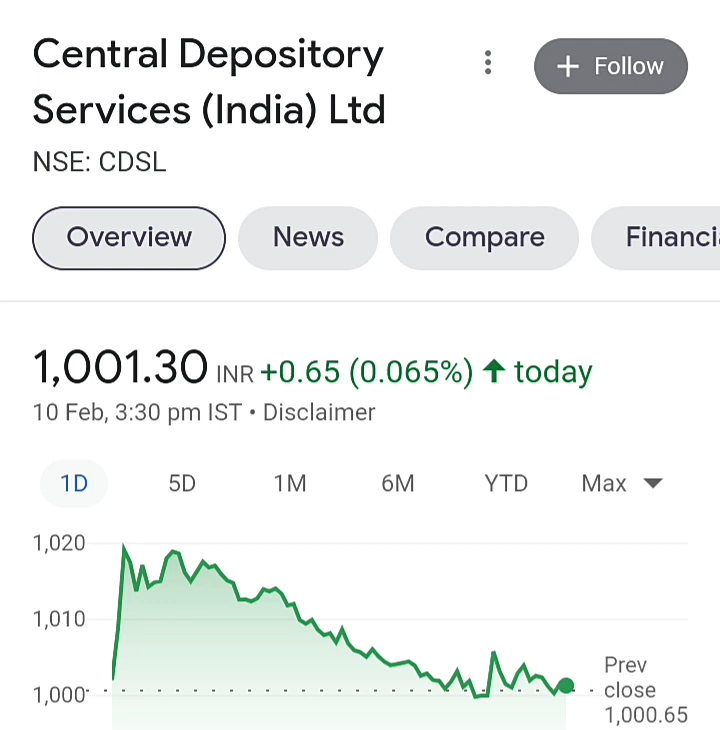 Central Depository
Services (India) Ltd
+ Follow
NSE: CDSL
Overview
News
Compare
Financi
1,001.30 INR +0.65 (0.065%) ↑ today
10 Feb, 3:30 pm IST • Disclaimer
1D 5D 1M 6M YTD Max
1,020
1,010
1,000
Prev
close
1,000.65